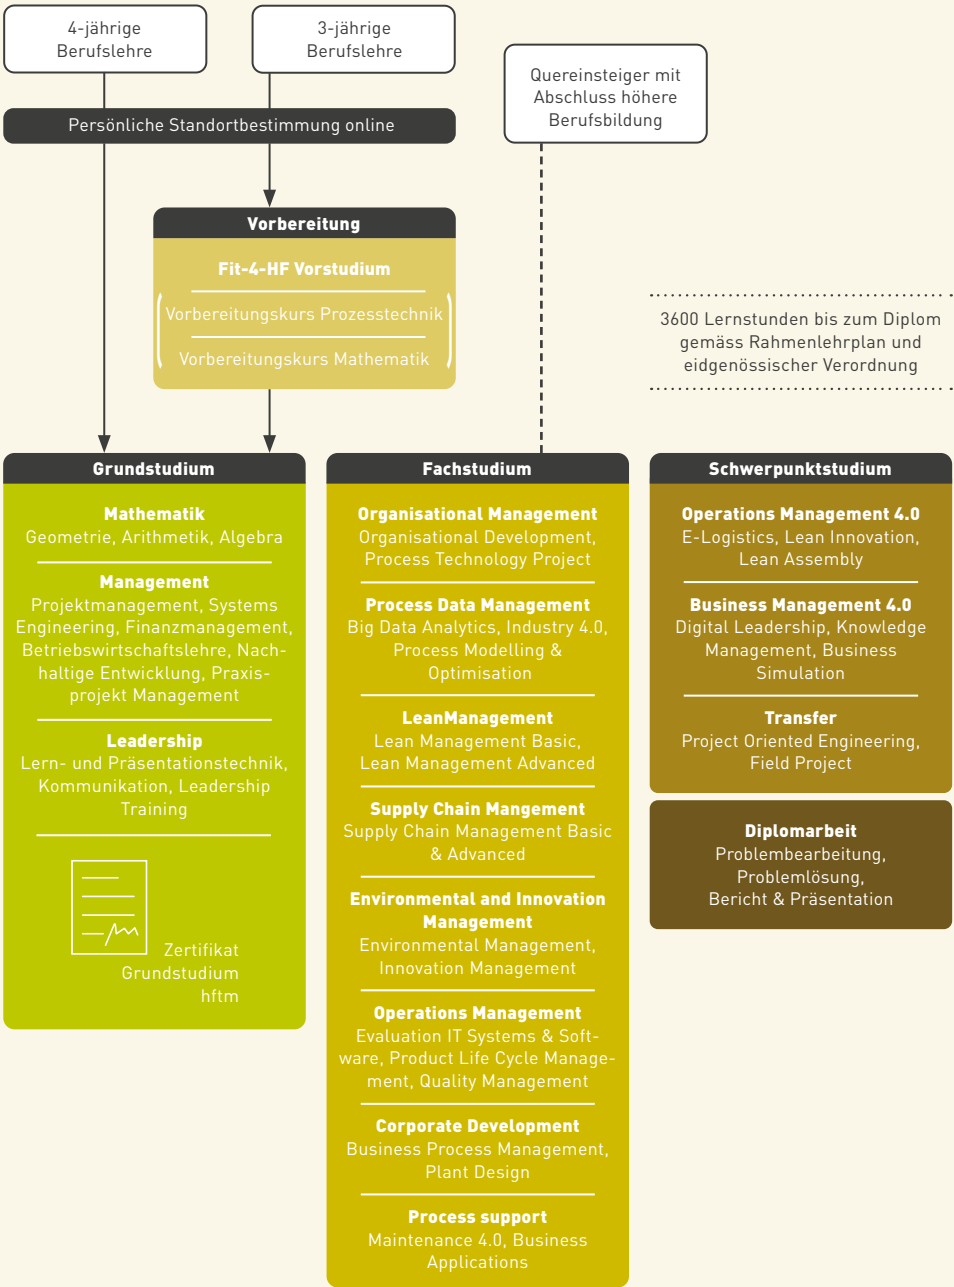 4-jährige
Berufslehre
3-jährige
Berufslehre
Quereinsteiger mit
Abschluss höhere
Berufsbildung
Persönliche Standortbestimmung online
Vorbereitung
Fit-4-HF Vorstudium
Vorbereitungskurs Prozesstechnik
Vorbereitungskurs Mathematik
3600 Lernstunden bis zum Diplom
gemäss Rahmenlehrplan und
eidgenössischer Verordnung
Grundstudium
Mathematik
Geometrie, Arithmetik, Algebra
Management
Projektmanagement, Systems
Engineering, Finanzmanagement,
Betriebswirtschaftslehre, Nach-
haltige Entwicklung, Praxis-
projekt Management
Leadership
Lern- und Präsentationstechnik,
Kommunikation, Leadership
Training
Zertifikat
Grundstudium
hftm
Fachstudium
Organisational Management
Organisational Development,
Process Technology Project
Process Data Management
Big Data Analytics, Industry 4.0,
Process Modelling &
Optimisation
LeanManagement
Lean Management Basic,
Lean Management Advanced
Supply Chain Mangement
Supply Chain Management Basic
& Advanced
Environmental and Innovation
Management
Environmental Management,
Innovation Management
Operations Management
Evaluation IT Systems & Soft-
ware, Product Life Cycle Manage-
ment, Quality Management
Corporate Development
Business Process Management,
Plant Design
Process support
Maintenance 4.0, Business
Applications
Schwerpunktstudium
Operations Management 4.0
E-Logistics, Lean Innovation,
Lean Assembly
Business Management 4.0
Digital Leadership, Knowledge
Management, Business
Simulation
Transfer
Project Oriented Engineering,
Field Project
Diplomarbeit
Problembearbeitung,
Problemlösung,
Bericht & Präsentation